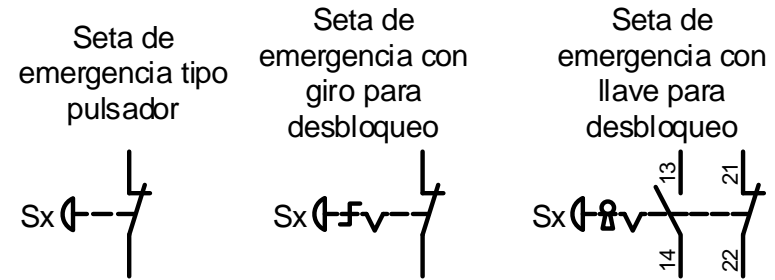 Seta de
emergencia tipo
pulsador
Sx
Seta de
emergencia con
giro para
desbloqueo
Sx
Seta de
emergencia con
llave para
desbloqueo
Sx
13
21
14
22